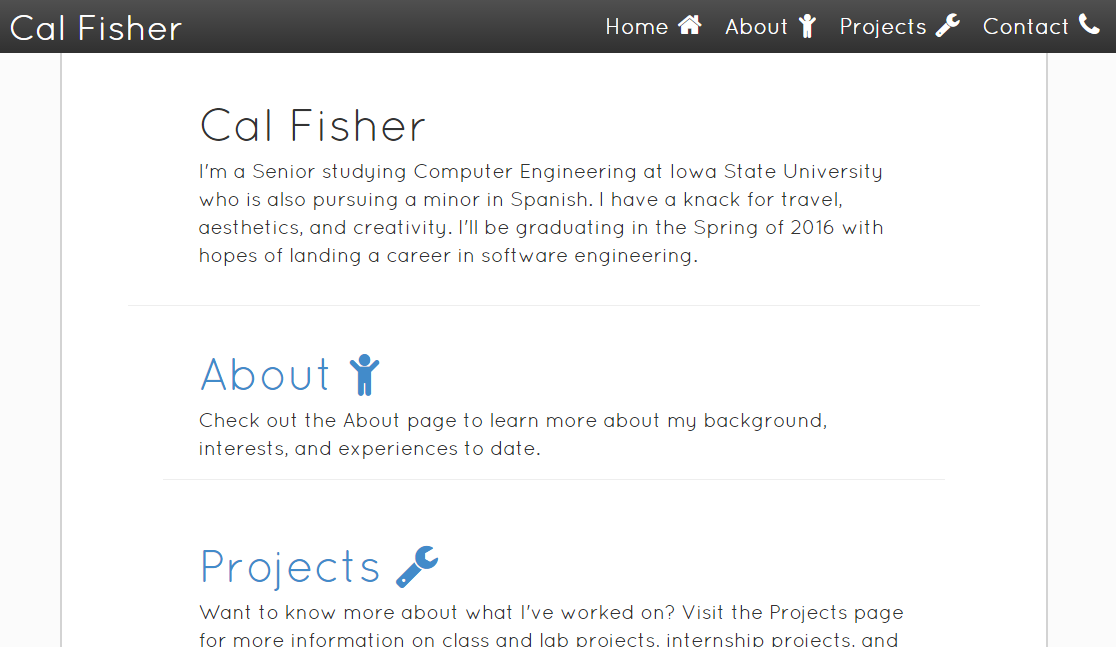 Cal Fisher
Home
About
Projects
Contact
Cal Fisher
I'm a Senior studying Computer Engineering at Iowa State University
who is also pursuing a minor in Spanish. I have a knack for travel,
aesthetics, and creativity. I'll be graduating in the Spring of 2016 with
hopes of landing a career in software engineering.
About
Check out the About page to learn more about my background,
interests, and experiences to date.
Projects
Want to know more about what I've worked on? Visit the Projects page
for more information on class and lab projects, internship projects, and